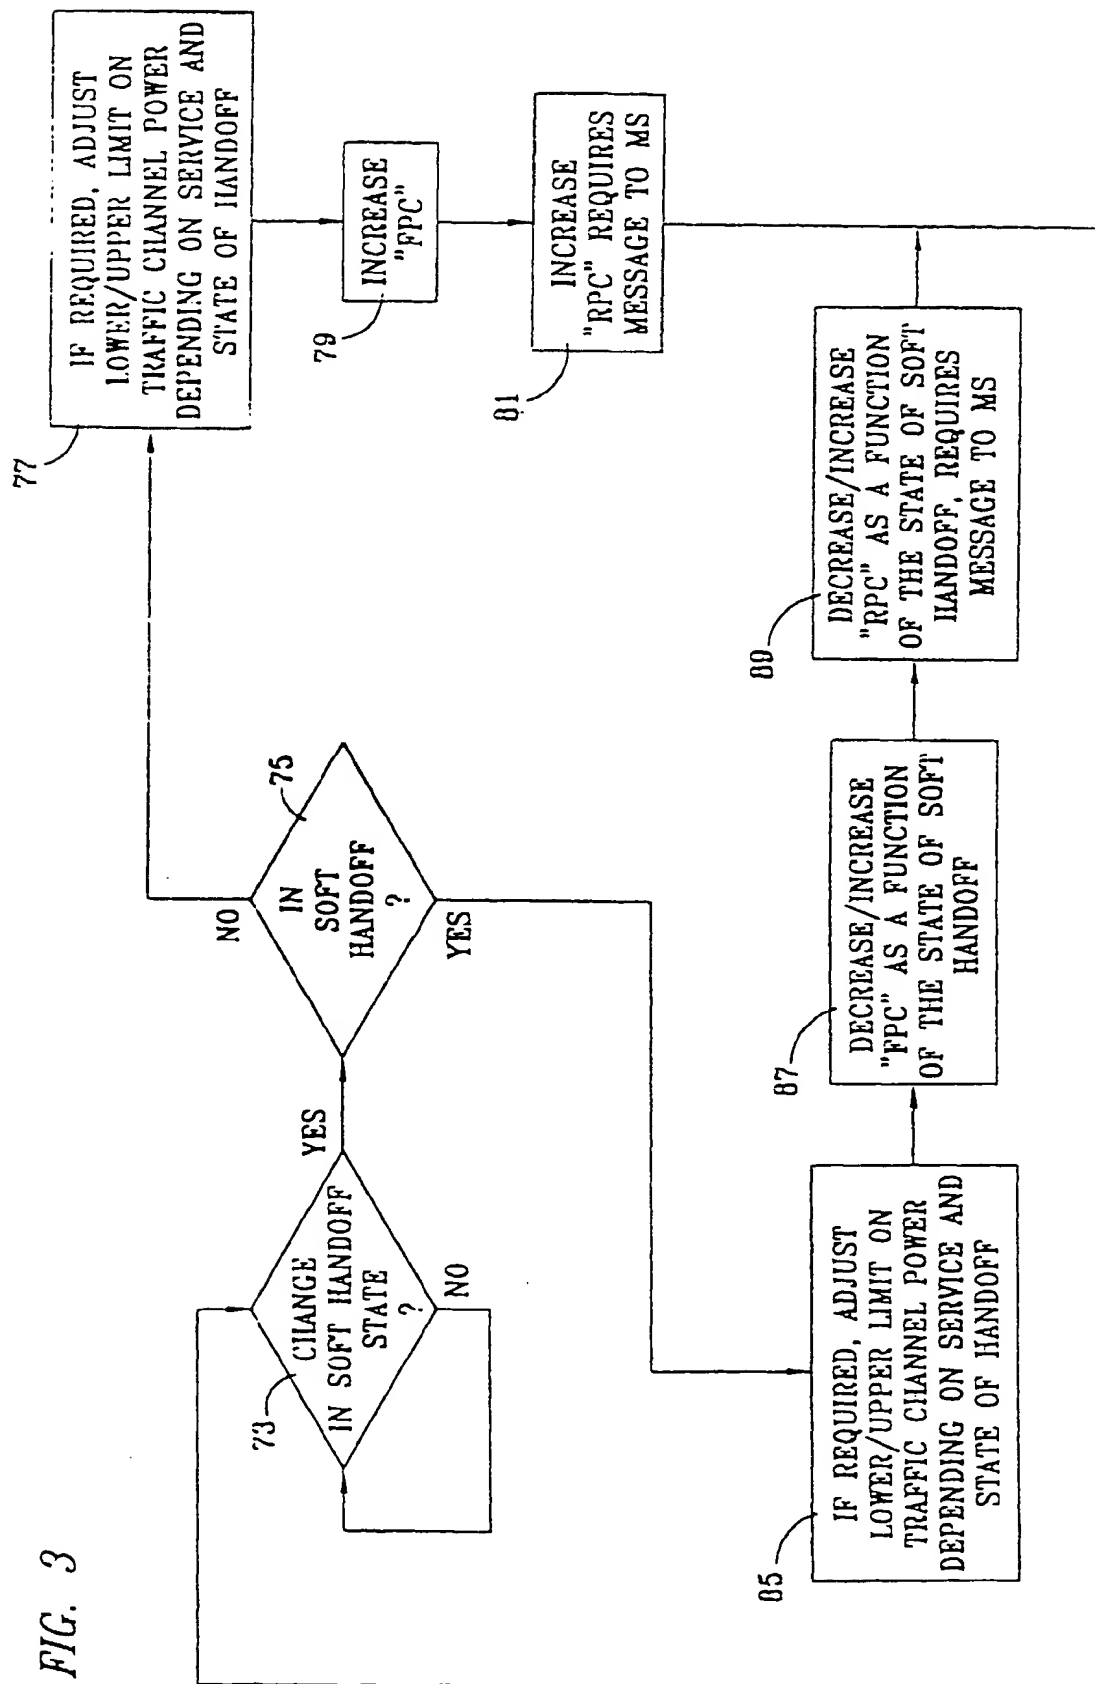 FIG. 3
73
CHANGE
IN SOFT HANDOFF
STATE
?
YES
NO
75
IN
SOFT
HANDOFF
?
NO
YES
77
IF REQUIRED, ADJUST
LOWER/UPPER LIMIT ON
TRAFFIC CHANNEL POWER
DEPENDING ON SERVICE AND
STATE OF HANDOFF
79
INCREASE
"FPC"
81
INCREASE
"RPC" REQUIRES
MESSAGE TO MS
85
IF REQUIRED, ADJUST
LOWER/UPPER LIMIT ON
TRAFFIC CHANNEL POWER
DEPENDING ON SERVICE AND
STATE OF HANDOFF
87
DECREASE/INCREASE
"FPC" AS A FUNCTION
OF THE STATE OF SOFT
HANDOFF
89
DECREASE/INCREASE
"RPC" AS A FUNCTION
OF THE STATE OF SOFT
HANDOFF, REQUIRES
MESSAGE TO MS